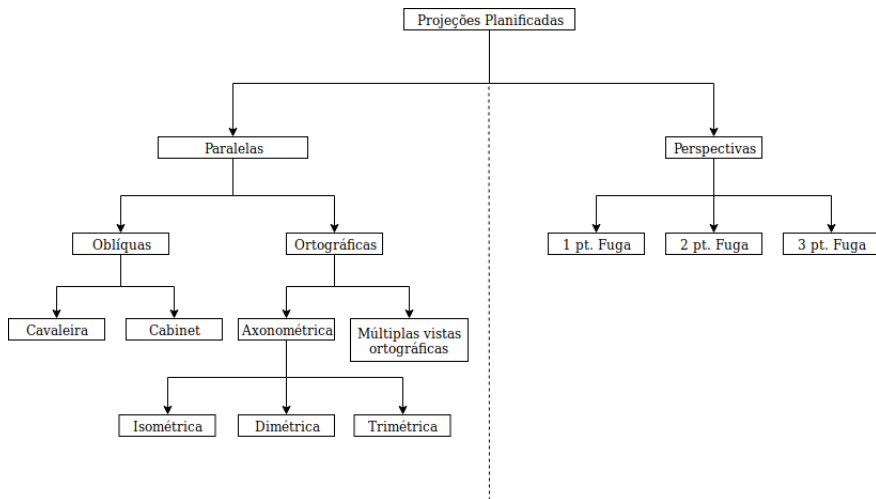 Projeções Planificadas
Paralelas
Perspectivas
Oblíquas
Ortográficas
1 pt. Fuga
2 pt. Fuga
3 pt. Fuga
Cavaleira
Cabinet
Axonométrica
Múltiplas vistas
ortográficas
Isométrica
Dimétrica
Trimétrica